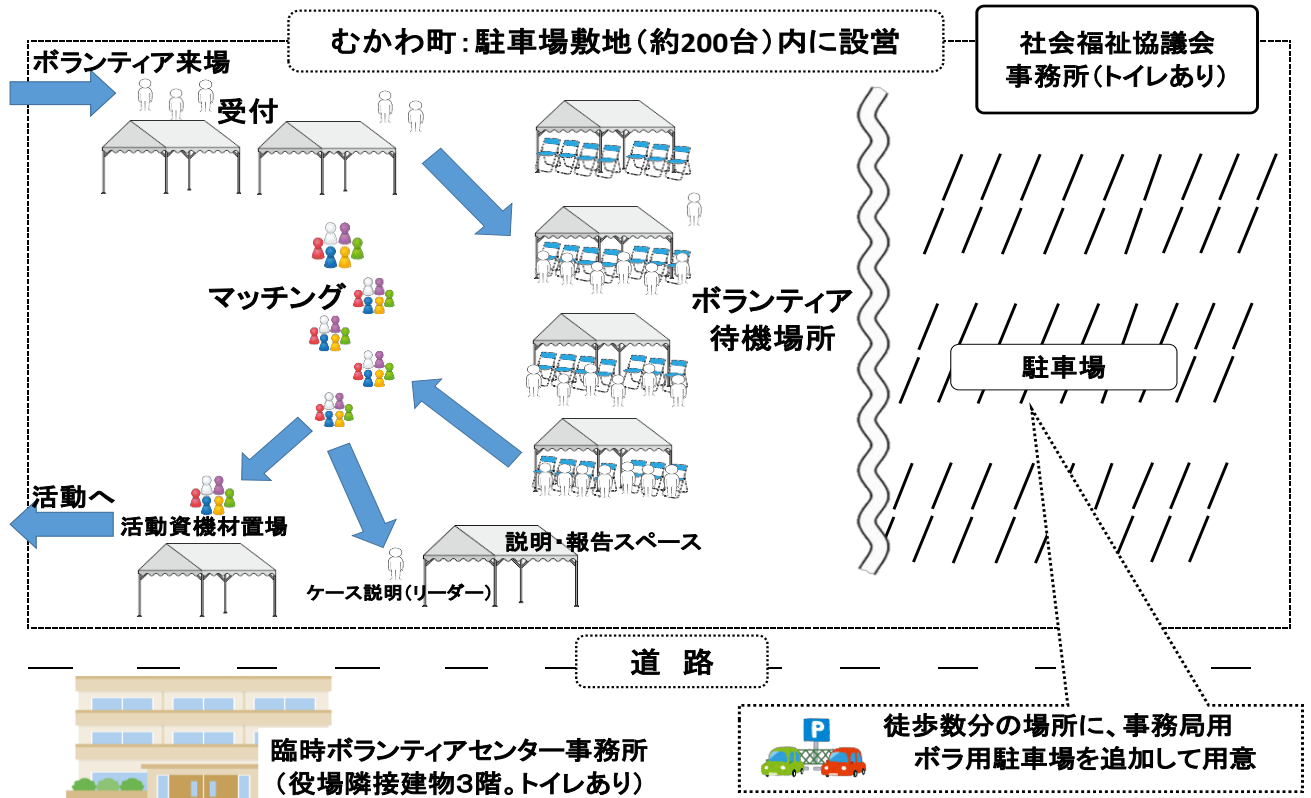 むかわ町：駐車場敷地（約200台）内に設営
社会福祉協議会
事務所（トイレあり）
ボランティア来場
受付
マッチング
ボランティア
待機場所
駐車場
活動へ
活動資機材置場
説明・報告スペース
ケース説明（リーダー）
道 路
臨時ボランティアセンター事務所
（役場隣接建物３階。トイレあり）
P
徒歩数分の場所に、事務局用
ボラ用駐車場を追加して用意